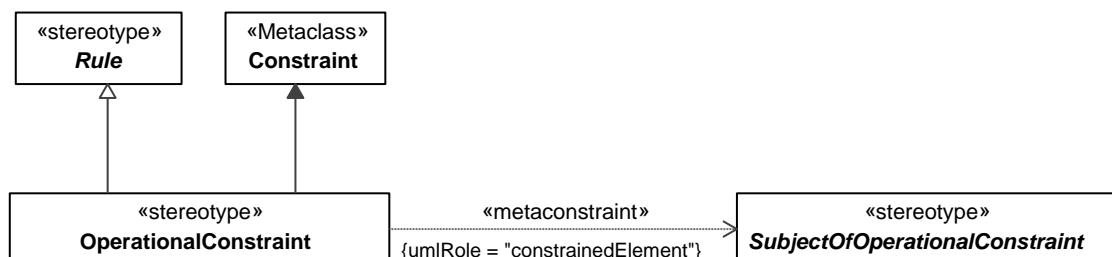 «stereotype»
Rule
«Metaclass»
Constraint
«stereotype»
OperationalConstraint
«metaconstraint»
{umlRole = "constrainedElement"}
«stereotype»
SubjectOfOperationalConstraint